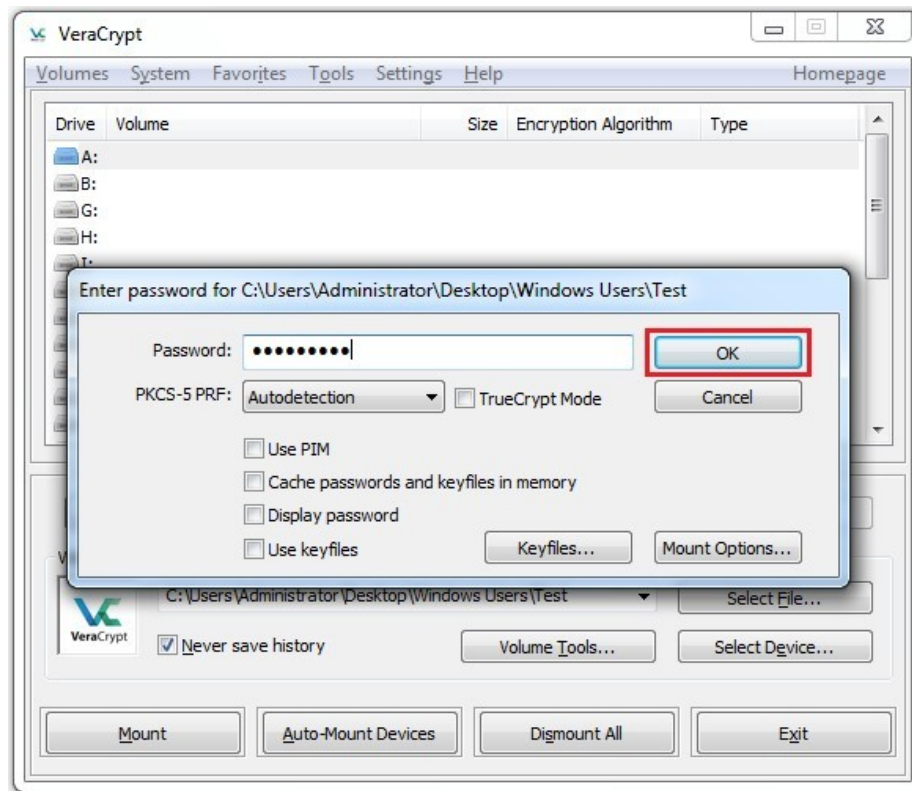 VeraCrypt
Volumes System Favorites Tools Settings Help Homepage
Drive Volume Size Encryption Algorithm Type
A:
B:
G:
H:
I:
Enter password for C:\Users\Administrator\Desktop\Windows Users\Test
Password: ••••••••• OK
PKCS-5 PRF: Autodetection TrueCrypt Mode Cancel
Use PIM
Cache passwords and keyfiles in memory
Display password
Use keyfiles Keyfiles... Mount Options...
V
C:\Users\Administrator\Desktop\Windows Users\Test Select File...
VeraCrypt Never save history Volume Tools... Select Device...
Mount Auto-Mount Devices Dismount All Exit